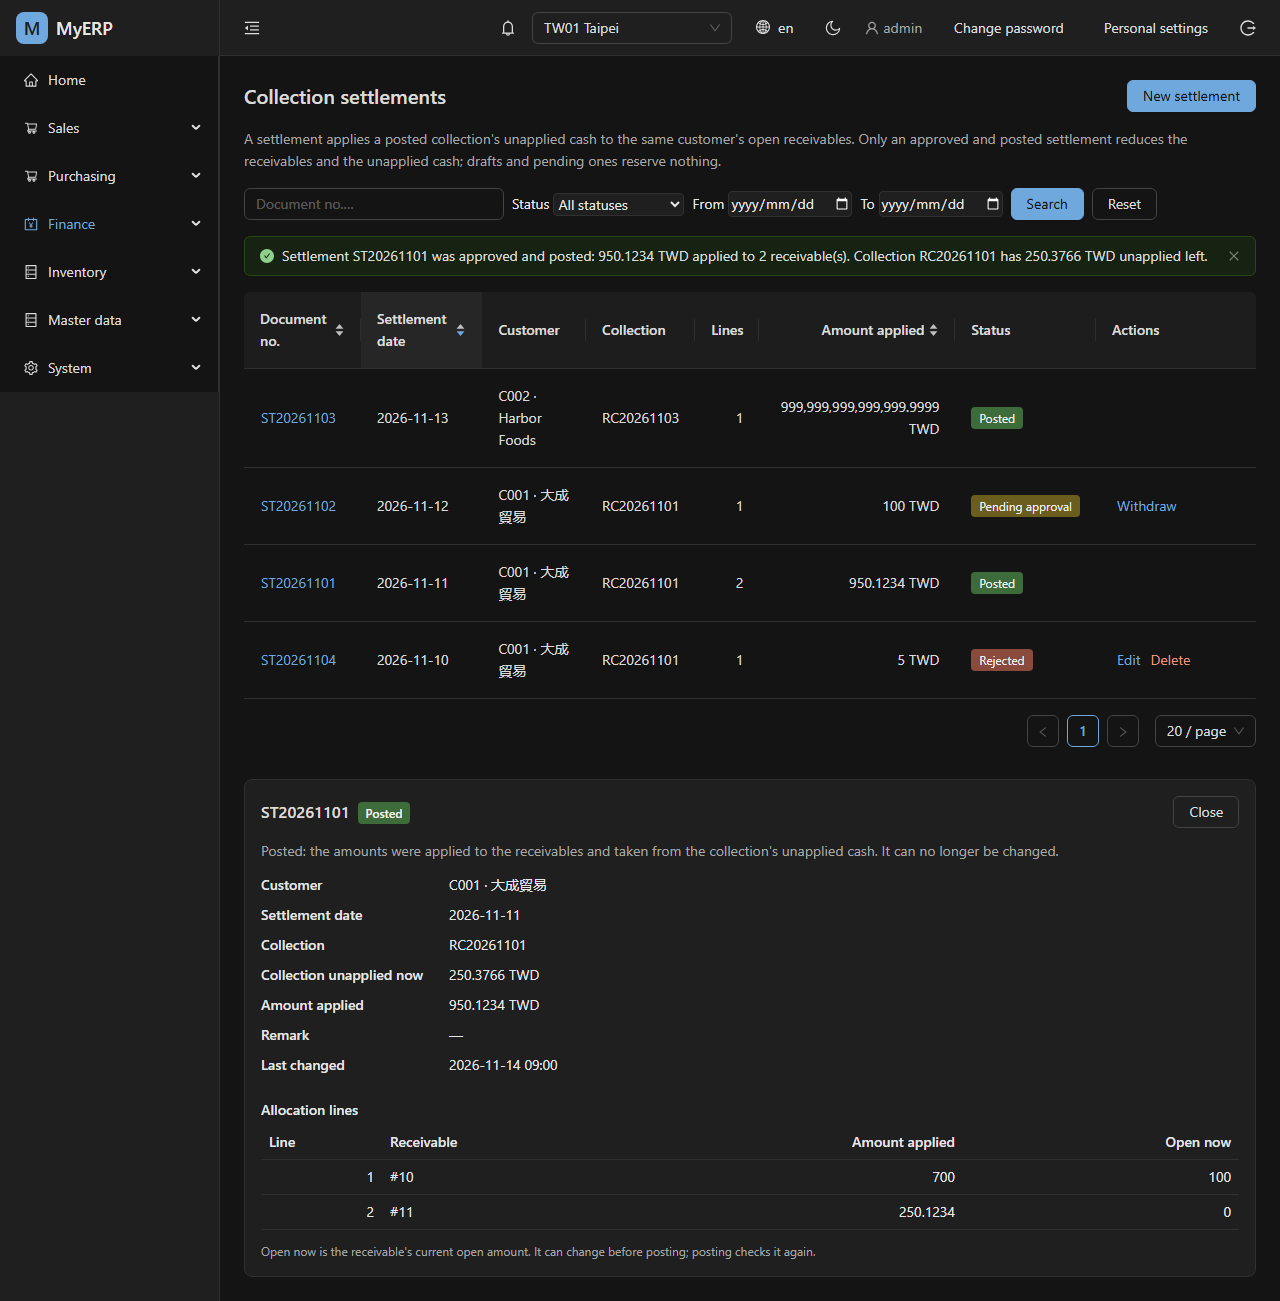 M MyERP
TW01 Taipei en admin Change password Personal settings
Home
Sales
Purchasing
Finance
Inventory
Master data
System
Collection settlements
New settlement
A settlement applies a posted collection's unapplied cash to the same customer's open receivables. Only an approved and posted settlement reduces the
receivables and the unapplied cash; drafts and pending ones reserve nothing.
Document no.... Status All statuses From yyyy/mm/dd To yyyy/mm/dd Search Reset
Settlement ST20261101 was approved and posted: 950.1234 TWD applied to 2 receivable(s). Collection RC20261101 has 250.3766 TWD unapplied left.
Document no. Settlement date Customer Collection Lines Amount applied Status Actions
ST20261103 2026-11-13 C002 · Harbor Foods RC20261103 1 999,999,999,999,999.9999 TWD Posted
ST20261102 2026-11-12 C001 · 大成貿易 RC20261101 1 100 TWD Pending approval Withdraw
ST20261101 2026-11-11 C001 · 大成貿易 RC20261101 2 950.1234 TWD Posted
ST20261104 2026-11-10 C001 · 大成貿易 RC20261101 1 5 TWD Rejected Edit Delete
1 20 / page
ST20261101 Posted Close
Posted: the amounts were applied to the receivables and taken from the collection's unapplied cash. It can no longer be changed.
Customer C001 · 大成貿易
Settlement date 2026-11-11
Collection RC20261101
Collection unapplied now 250.3766 TWD
Amount applied 950.1234 TWD
Remark —
Last changed 2026-11-14 09:00
Allocation lines
Line Receivable Amount applied Open now
1 #10 700 100
2 #11 250.1234 0
Open now is the receivable's current open amount. It can change before posting; posting checks it again.